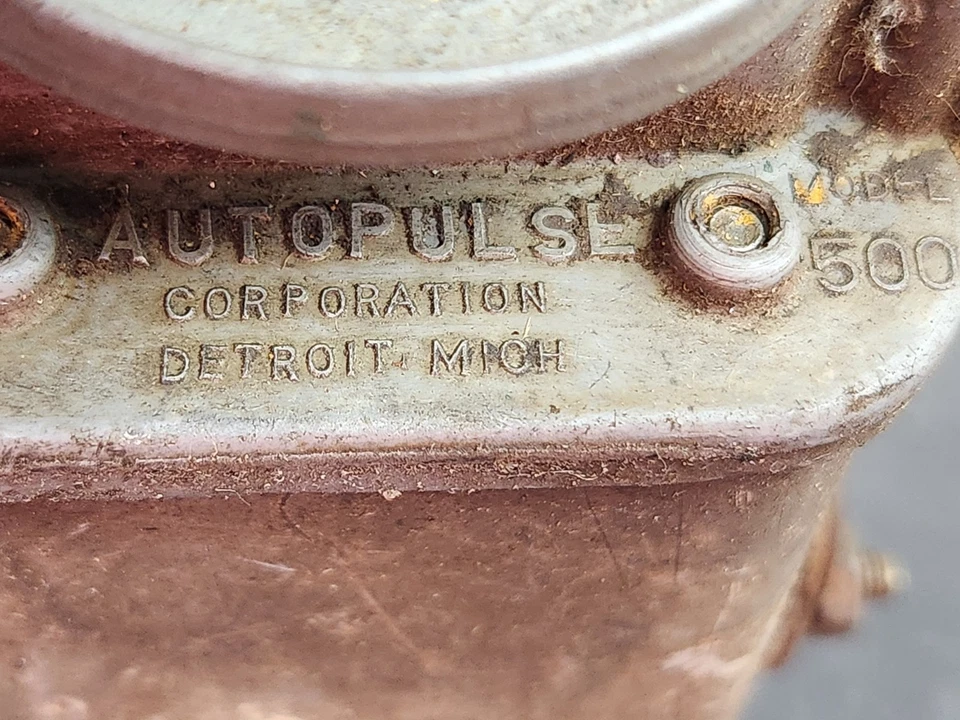 AUTOPULSE
CORPORATION
DETROIT MICH
MODEL
500